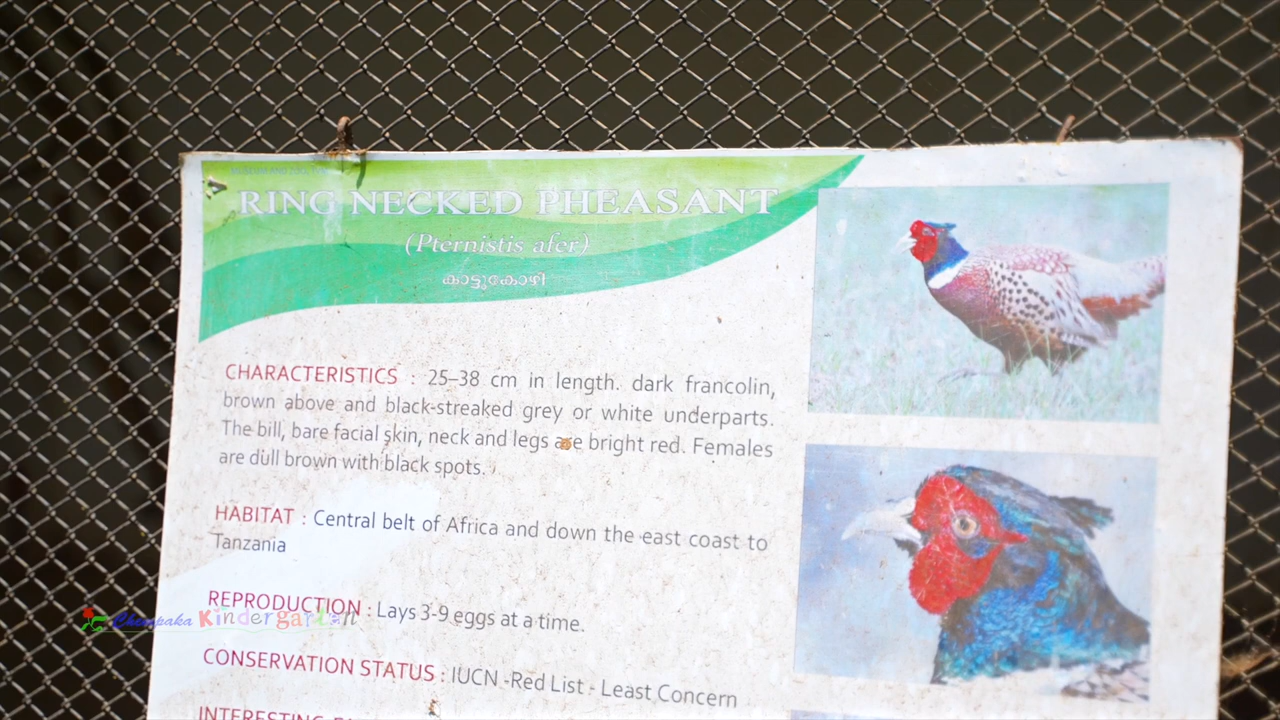 RING NECKED PHEASANT
(Pternistis afer)
കാട്ടുകോഴി
CHARACTERISTICS : 25–38 cm in length. dark francolin,
brown above and black-streaked grey or white underparts.
The bill, bare facial skin, neck and legs are bright red. Females
are dull brown with black spots.
HABITAT : Central belt of Africa and down the east coast to
Tanzania
REPRODUCTION : Lays 3-9 eggs at a time.
Chempaka Kindergarten
CONSERVATION STATUS : IUCN -Red List - Least Concern
INTERESTING